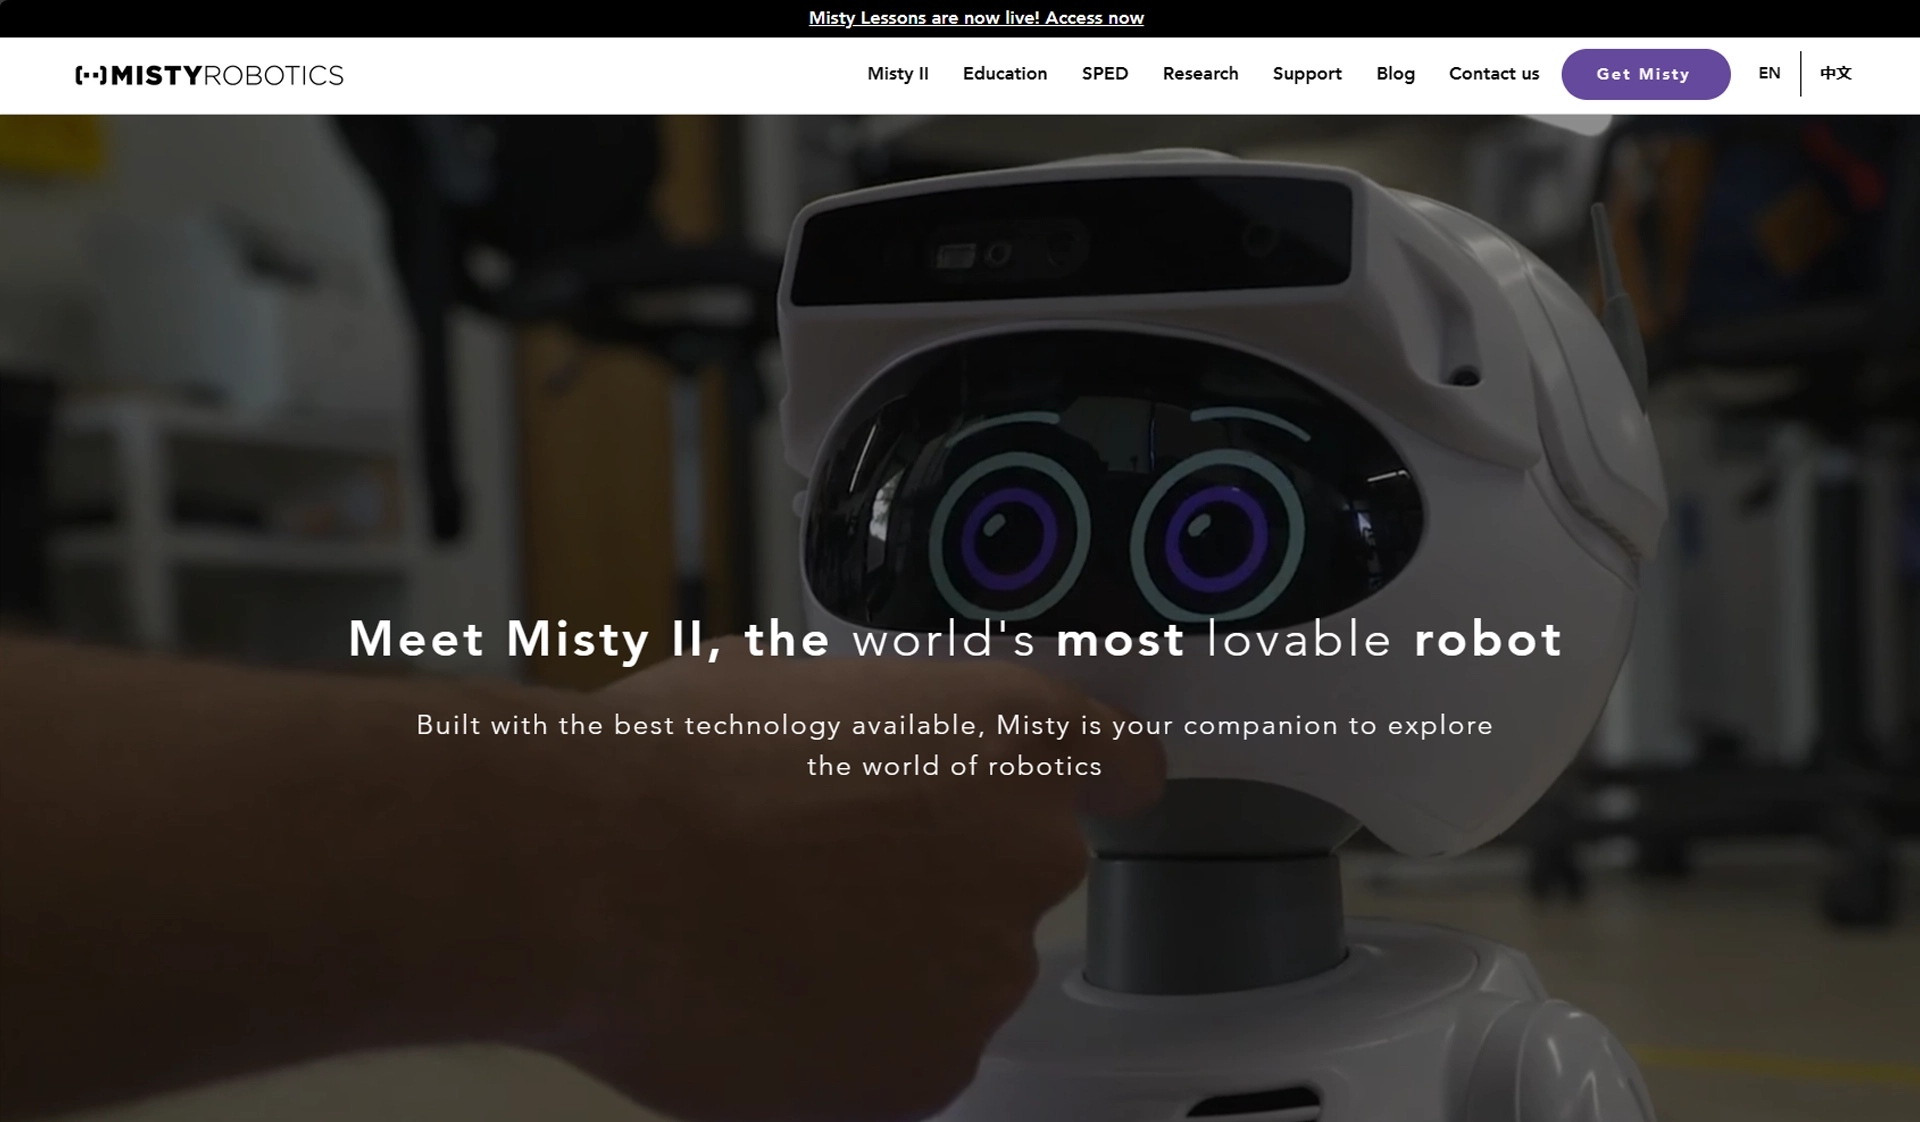 Misty Lessons are now live! Access now
MISTYROBOTICS
Misty II
Education
SPED
Research
Support
Blog
Contact us
Get Misty
EN
中文
Meet Misty II, the world's most lovable robot
Built with the best technology available, Misty is your companion to explore
the world of robotics